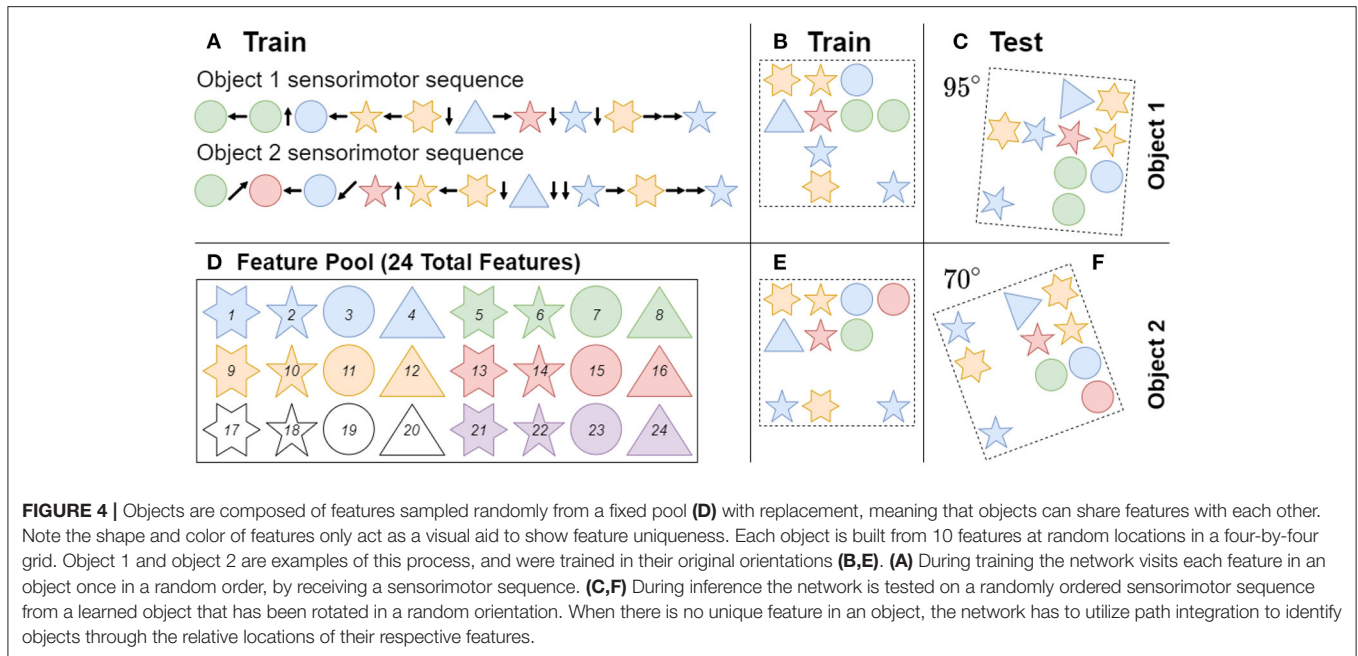 A Train
Object 1 sensorimotor sequence
Object 2 sensorimotor sequence
B Train
C Test
95°
Object 1
D Feature Pool (24 Total Features)
1 2 3 4 5 6 7 8
9 10 11 12 13 14 15 16
17 18 19 20 21 22 23 24
E
70°
F
Object 2
FIGURE 4 | Objects are composed of features sampled randomly from a fixed pool (D) with replacement, meaning that objects can share features with each other.
Note the shape and color of features only act as a visual aid to show feature uniqueness. Each object is built from 10 features at random locations in a four-by-four
grid. Object 1 and object 2 are examples of this process, and were trained in their original orientations (B,E). (A) During training the network visits each feature in an
object once in a random order, by receiving a sensorimotor sequence. (C,F) During inference the network is tested on a randomly ordered sensorimotor sequence
from a learned object that has been rotated in a random orientation. When there is no unique feature in an object, the network has to utilize path integration to identify
objects through the relative locations of their respective features.